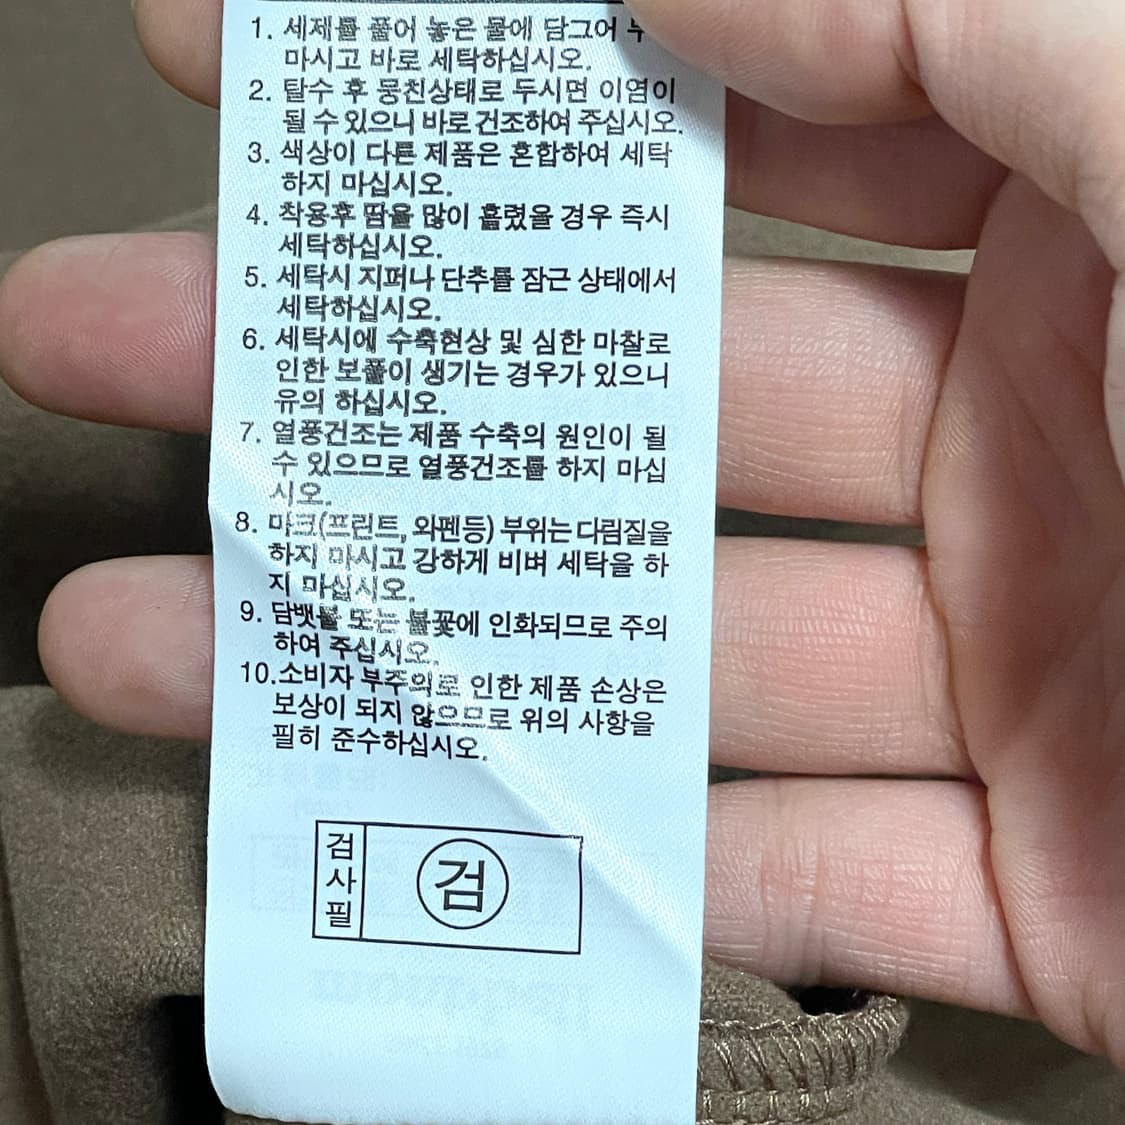 1. 세제를 풀어 놓은 물에 담그어
마시고 바로 세탁하십시오.
2. 탈수 후 뭉친상태로 두시면 이염이
될 수 있으니 바로건조하여 주십시오.
3. 색상이 다른 제품은 혼합하여 세탁
하지 마십시오.
4. 착용후 땀을 많이 흘렸을 경우 즉시
세탁하십시오.
5. 세탁시 지퍼나 단추를 잠근 상태에서
세탁하십시오.
6. 세탁시에 수축현상 및 심한 마찰로
인한 보풀이 생기는 경우가 있으니
유의 하십시오.
7. 열풍건조는 제품 수축의 원인이 될
수 있으므로 열풍건조를 하지 마십
시오.
8. 마크(프린트, 와펜등) 부위는다림질을
하지 마시고 강하게 비벼 세탁을 하
지 마십시오.
9. 담뱃불 또는 불꽃에 인화되므로 주의
하여 주십시오.
10.소비자 부주의로 인한 제품 손상은
보상이 되지 않으므로 위의 사항을
필히 준수하십시오.
검사필
검